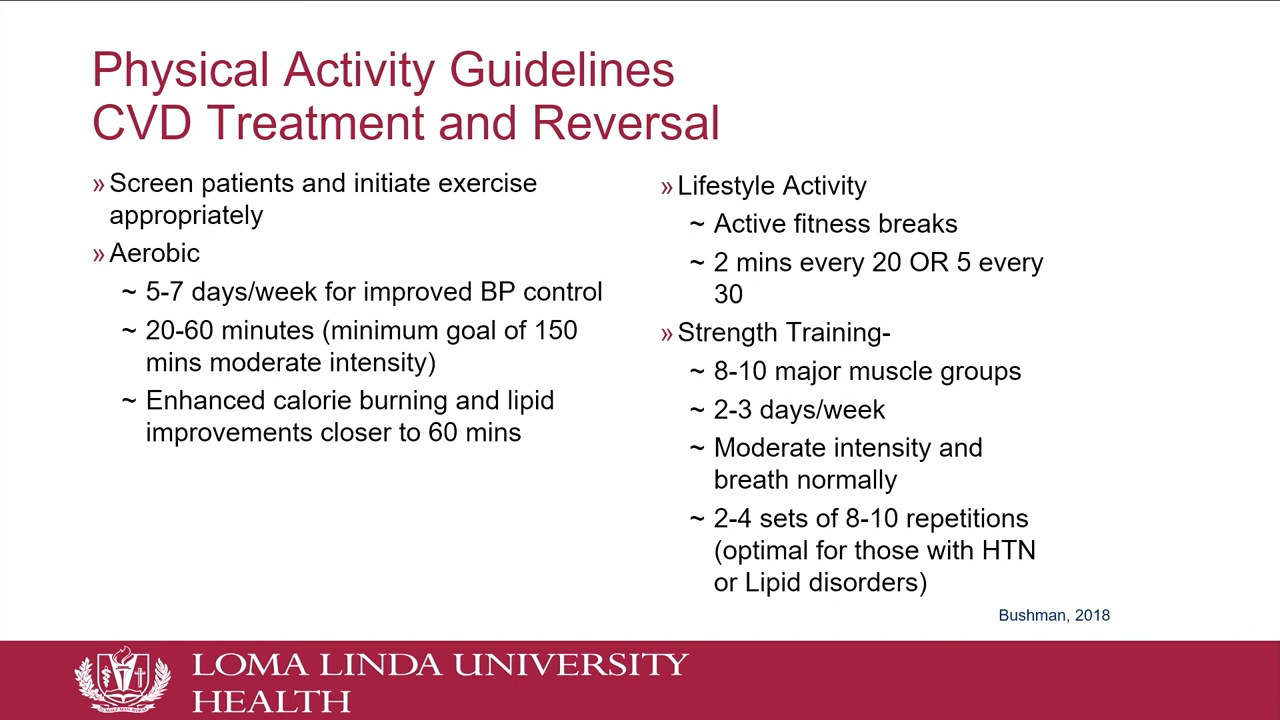 Physical Activity Guidelines
CVD Treatment and Reversal
» Screen patients and initiate exercise
appropriately
» Aerobic
~ 5-7 days/week for improved BP control
~ 20-60 minutes (minimum goal of 150
mins moderate intensity)
~ Enhanced calorie burning and lipid
improvements closer to 60 mins
» Lifestyle Activity
~ Active fitness breaks
~ 2 mins every 20 OR 5 every
30
» Strength Training-
~ 8-10 major muscle groups
~ 2-3 days/week
~ Moderate intensity and
breath normally
~ 2-4 sets of 8-10 repetitions
(optimal for those with HTN
or Lipid disorders)
Bushman, 2018
LOMA LINDA UNIVERSITY
HEALTH